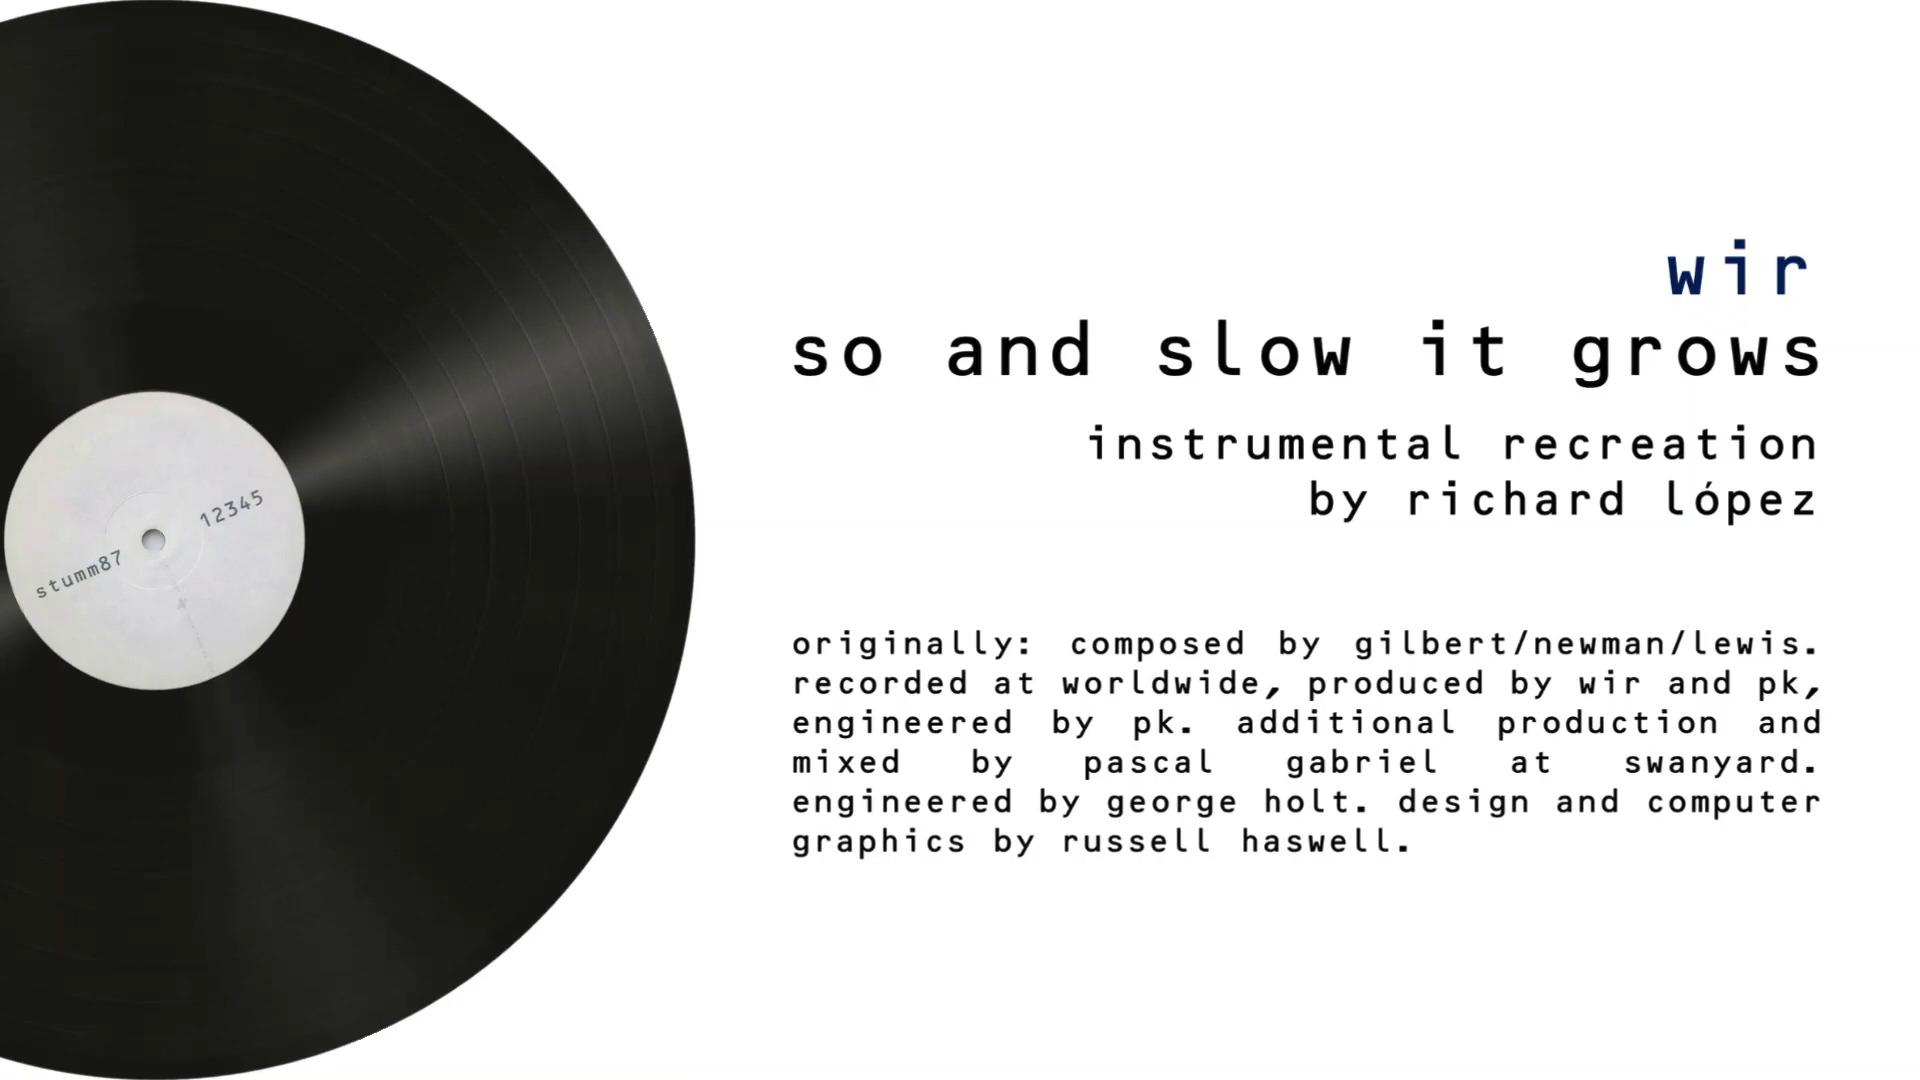 wir
so and slow it grows
instrumental recreation
by richard lópez
originally: composed by gilbert/newman/lewis.
recorded at worldwide, produced by wir and pk,
engineered by pk. additional production and
mixed by pascal gabriel at swanyard.
engineered by george holt. design and computer
graphics by russell haswell.
stumm87 12345